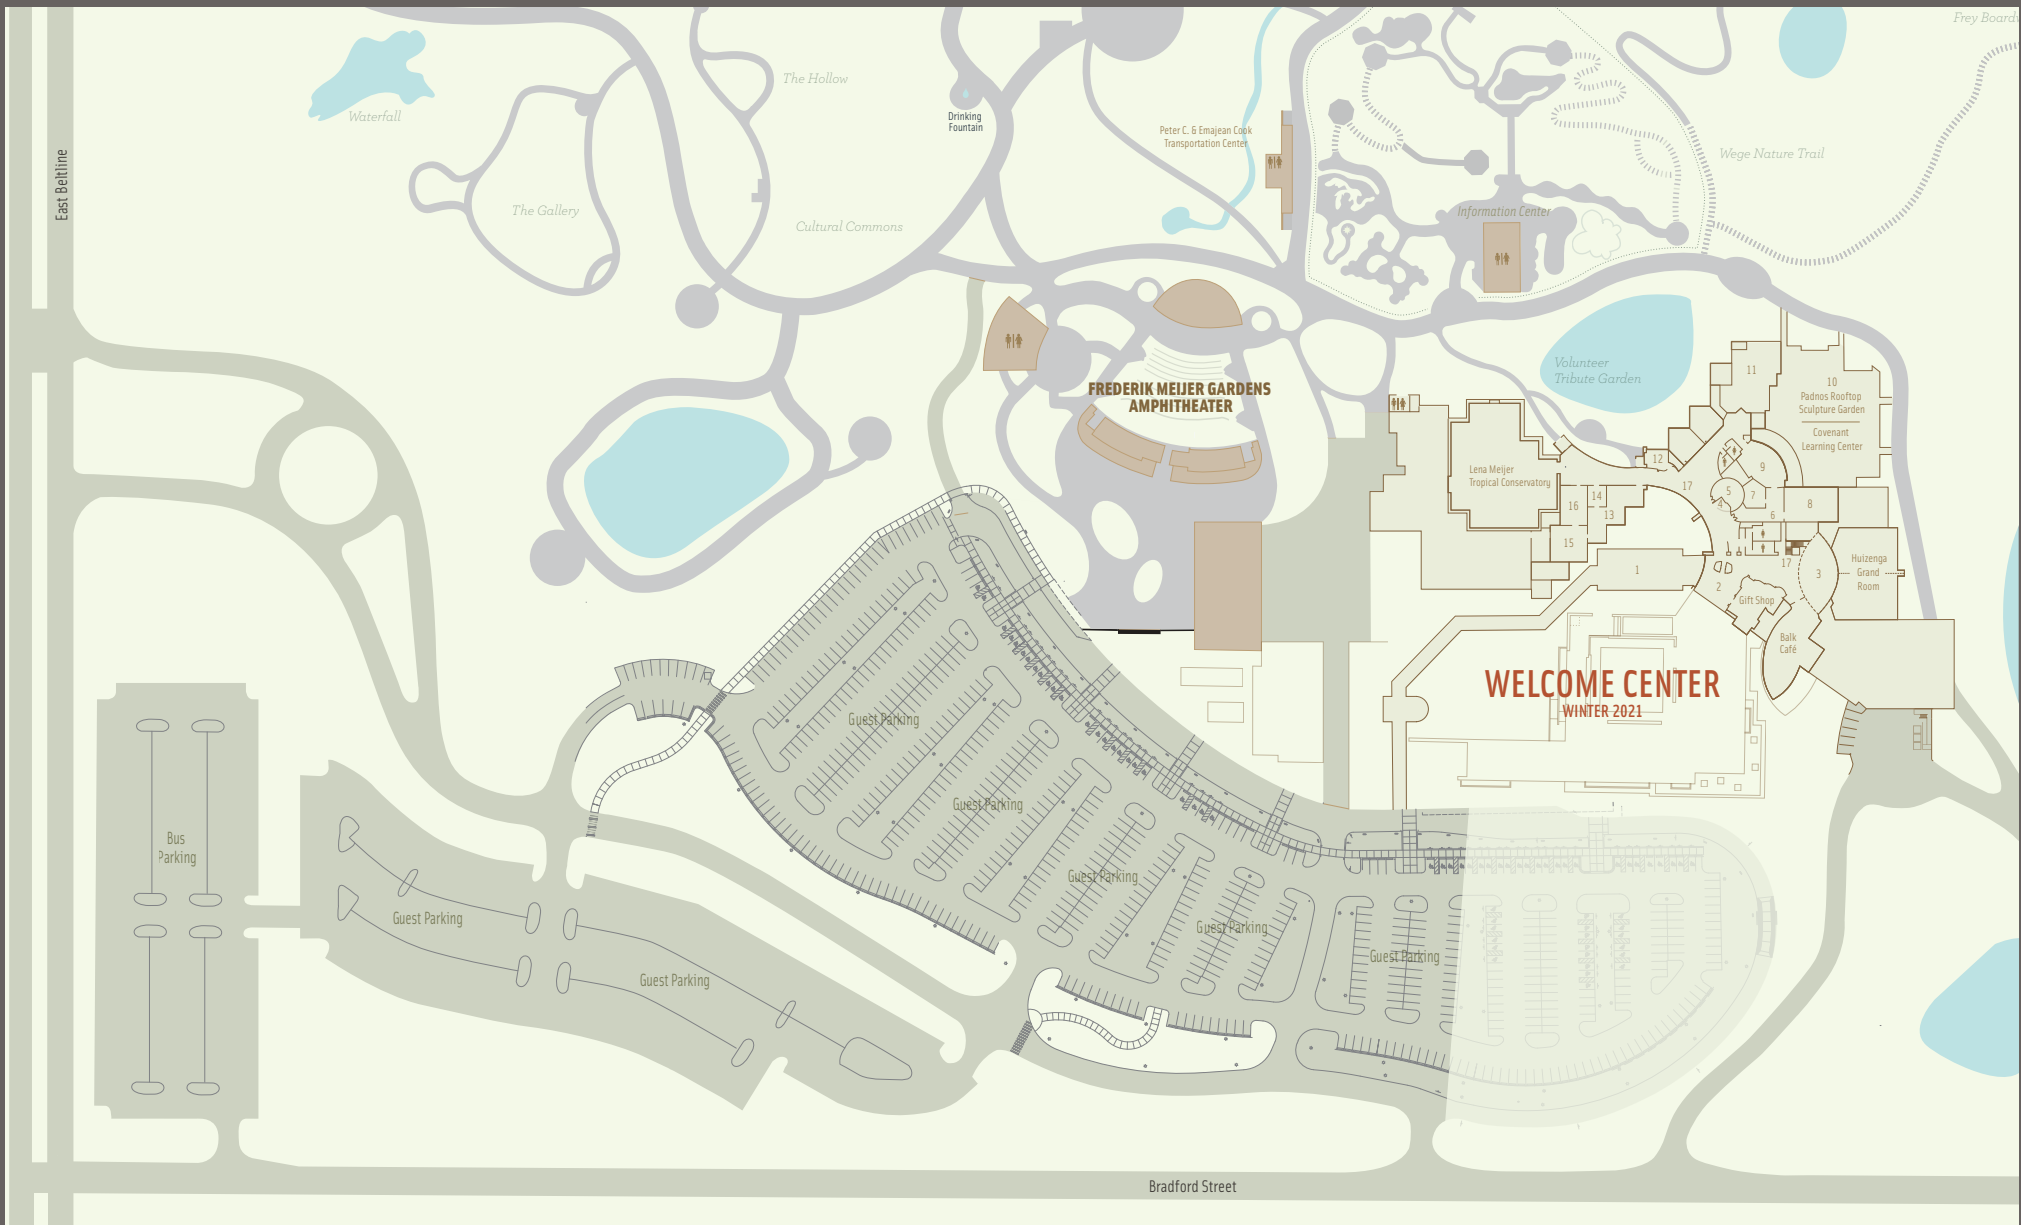 Frey Boardw
The Hollow
Waterfall
Drinking
Fountain
Peter C. & Emajean Cook
Transportation Center
Wege Nature Trail
East Beltline
The Gallery
Cultural Commons
Information Center
Volunteer
Tribute Garden
FREDERIK MEIJER GARDENS
AMPHITHEATER
11
10
Padnos Rooftop
Sculpture Garden
Covenant
Learning Center
Lena Meijer
Tropical Conservatory
12
9
17
5
7
4
6
8
14
16
13
15
1
2
17
3
Huizenga
Grand
Room
Gift Shop
Balk
Café
WELCOME CENTER
WINTER 2021
Guest Parking
Guest Parking
Bus
Parking
Guest Parking
Guest Parking
Guest Parking
Guest Parking
Guest Parking
Bradford Street